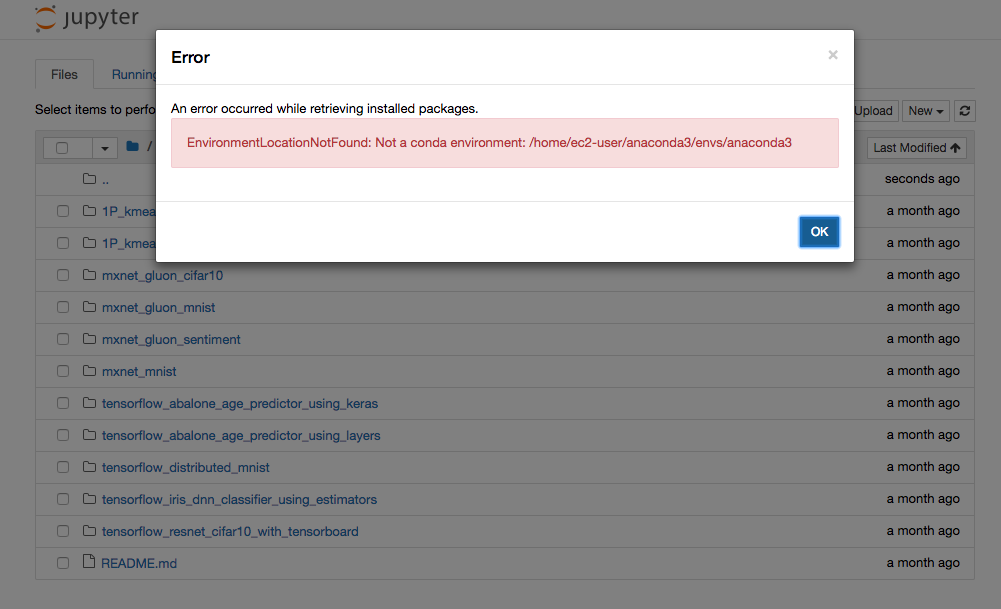 jupyter
Error
×
Files
Running
An error occurred while retrieving installed packages.
Select items to perfo
Upload
New
EnvironmentLocationNotFound: Not a conda environment: /home/ec2-user/anaconda3/envs/anaconda3
/
Last Modified
..
seconds ago
1P_kmea
a month ago
OK
1P_kmea
a month ago
mxnet_gluon_cifar10
a month ago
mxnet_gluon_mnist
a month ago
mxnet_gluon_sentiment
a month ago
mxnet_mnist
a month ago
tensorflow_abalone_age_predictor_using_keras
a month ago
tensorflow_abalone_age_predictor_using_layers
a month ago
tensorflow_distributed_mnist
a month ago
tensorflow_iris_dnn_classifier_using_estimators
a month ago
tensorflow_resnet_cifar10_with_tensorboard
a month ago
README.md
a month ago